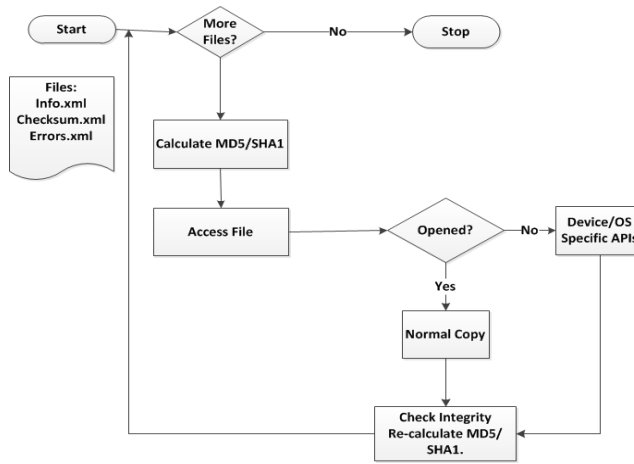 Start
More
Files?
No
Stop
Files:
Info.xml
Checksum.xml
Errors.xml
Calculate MD5/SHA1
Access File
Opened?
No
Device/OS
Specific APIs
Yes
Normal Copy
Check Integrity
Re-calculate MD5/
SHA1.